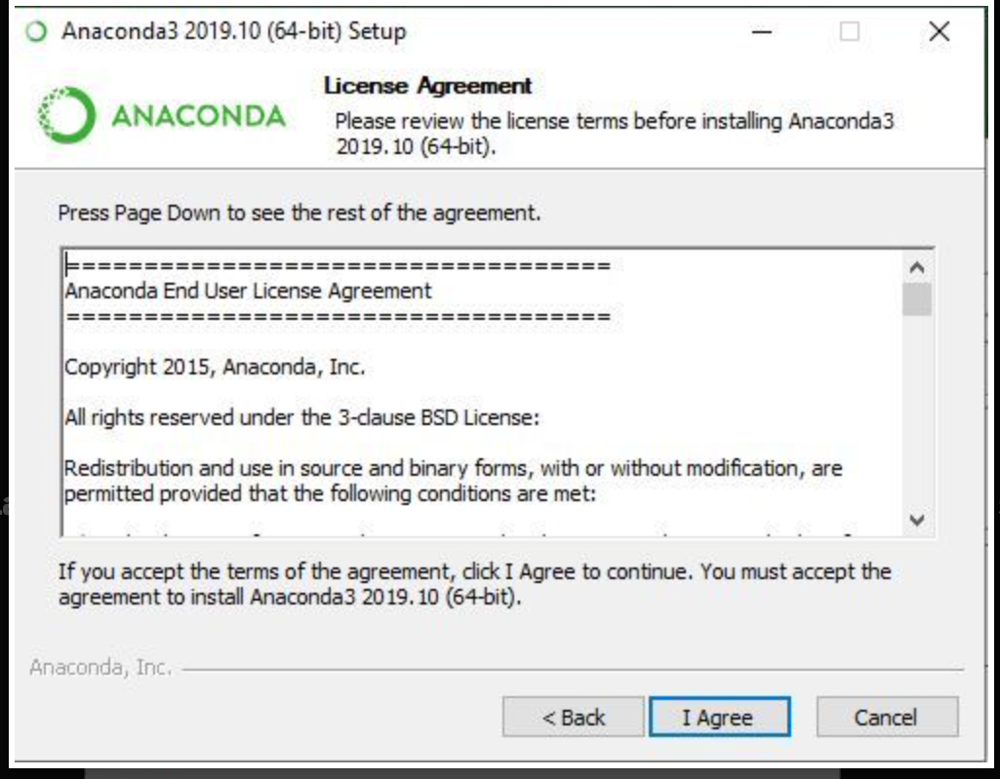 Anaconda3 2019.10 (64-bit) Setup
ANACONDA
License Agreement
Please review the license terms before installing Anaconda3
2019.10 (64-bit).
Press Page Down to see the rest of the agreement.
===================================
Anaconda End User License Agreement
===================================
Copyright 2015, Anaconda, Inc.
All rights reserved under the 3-clause BSD License:
Redistribution and use in source and binary forms, with or without modification, are
permitted provided that the following conditions are met:
If you accept the terms of the agreement, click I Agree to continue. You must accept the
agreement to install Anaconda3 2019.10 (64-bit).
Anaconda, Inc.
< Back
I Agree
Cancel